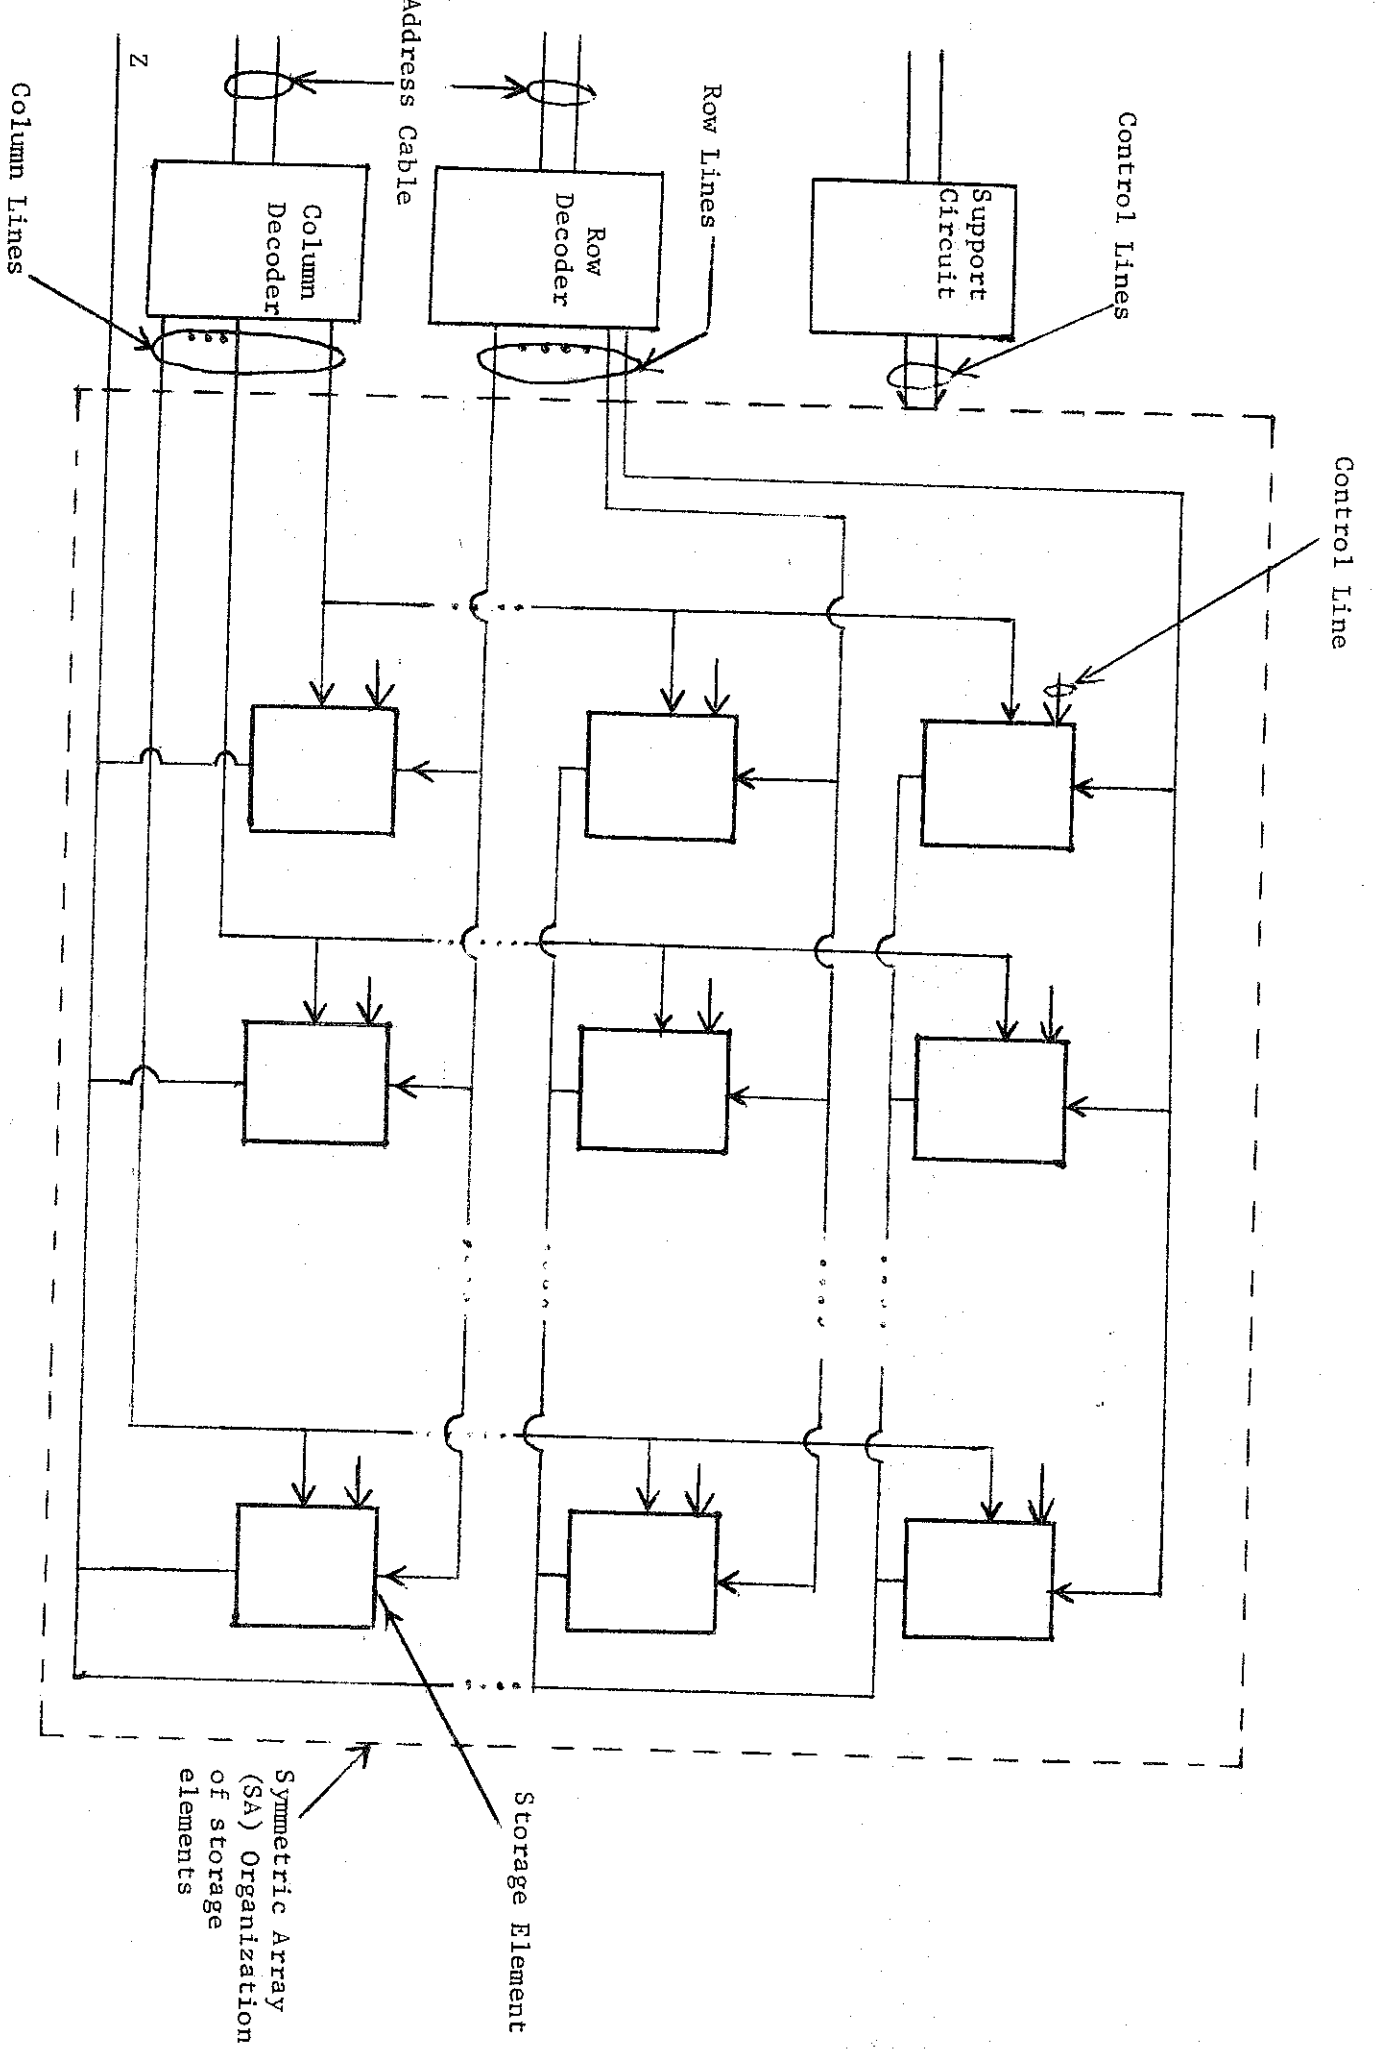 Control Line
Control Lines
Support
Circuit
Row Lines
Row
Decoder
Address Cable
Column
Decoder
Z
Column Lines
Storage Element
Symmetric Array
(SA) Organization
of storage
elements